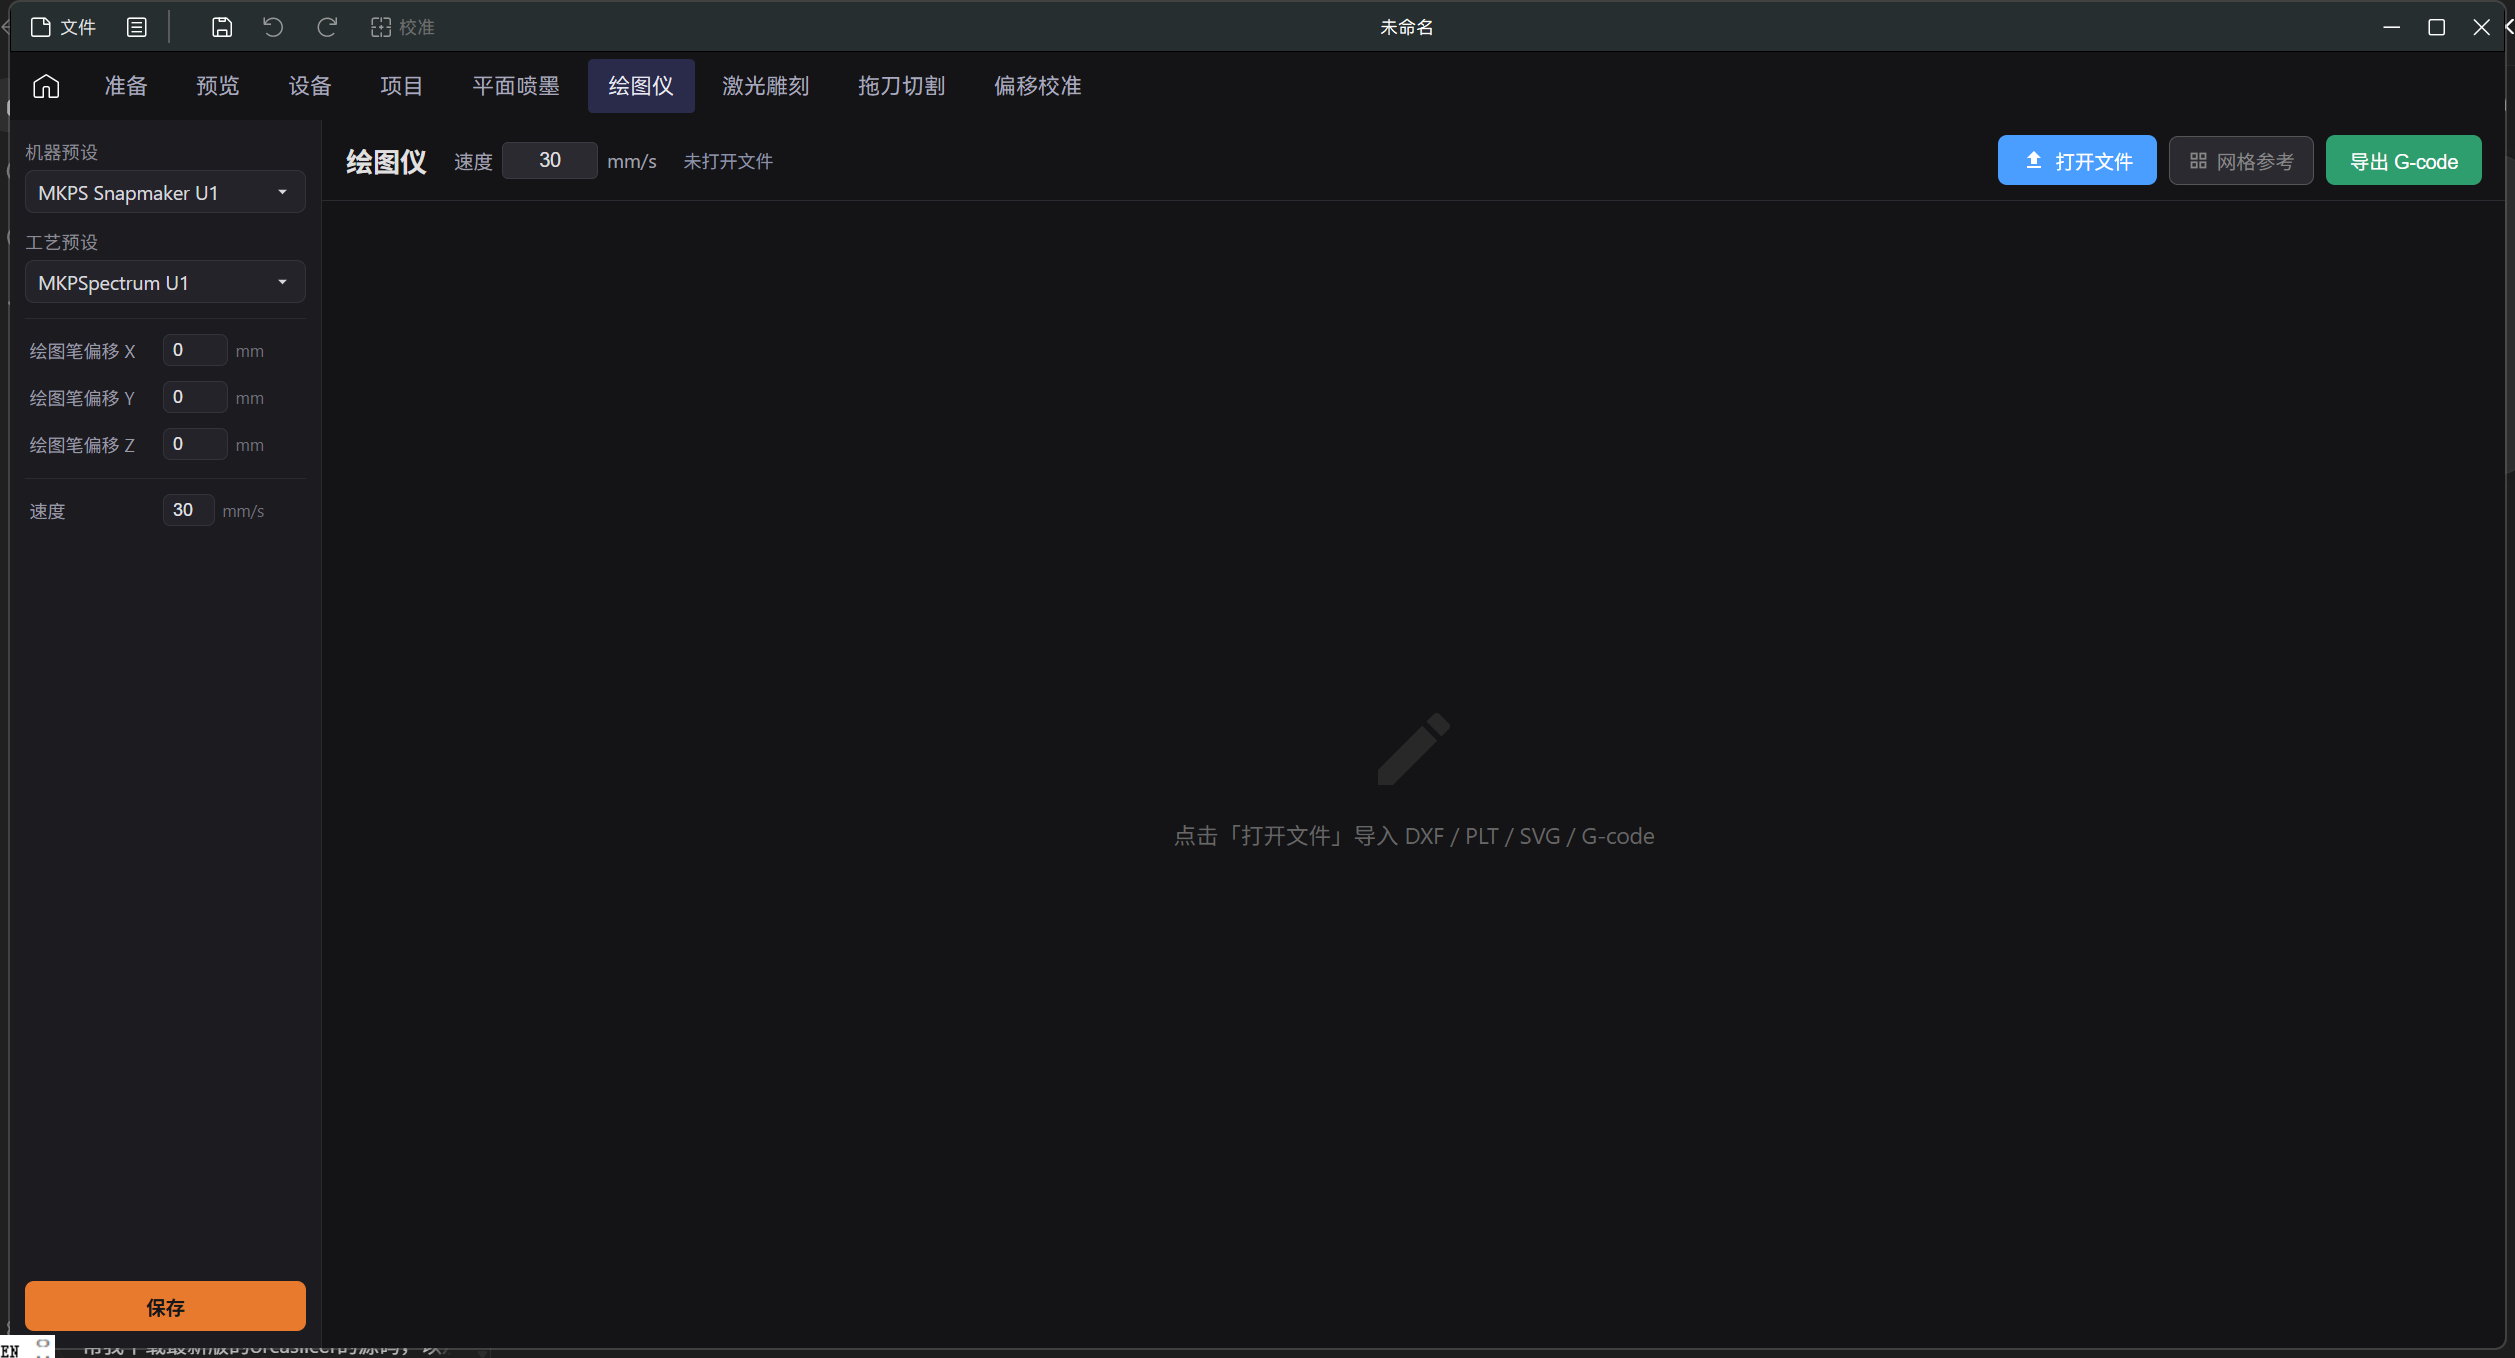 文件 校准 未命名
准备 预览 设备 项目 平面喷墨 绘图仪 激光雕刻 拖刀切割 偏移校准
机器预设
MKPS Snapmaker U1
工艺预设
MKPSpectrum U1
绘图笔偏移 X 0 mm
绘图笔偏移 Y 0 mm
绘图笔偏移 Z 0 mm
速度 30 mm/s
保存
绘图仪 速度 30 mm/s 未打开文件 打开文件 网格参考 导出 G-code
点击「打开文件」导入 DXF / PLT / SVG / G-code
EN